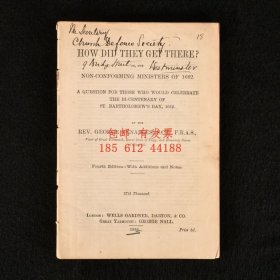 The Secretary
18
Church Defence Society
HOW DID THEY GET THERE?
9 Bridge Street Westminster
NON-CONFORMING MINISTERS OF 1662.
A QUESTION FOR THOSE WHO WOULD CELEBRATE
THE BI-CENTENARY OF
ST. BARTHOLOMEW'S DAY, 1662.
BY THE
REV. GEORGE F.R.A.S.,
Fourth Edition: With Additions and Notes.
Thousand.
LONDON: WELLS GARDNER, DARTON, & CO.
GREAT YARMOUTH: GEORGE NALL.
Price 2d.
185 612 44188